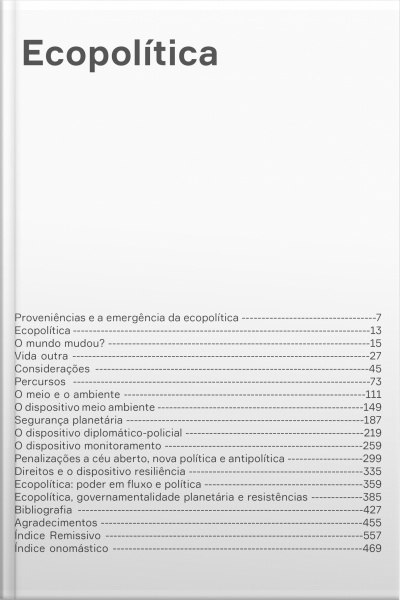 Ecopolítica
Proveniências e a emergência da ecopolítica ---------------------------------7
Ecopolítica -------------------------------------------------------------------------13
O mundo mudou? ----------------------------------------------------------------15
Vida outra -------------------------------------------------------------------------27
Considerações -------------------------------------------------------------------45
Percursos -------------------------------------------------------------------------73
O meio e o ambiente ------------------------------------------------------------111
O dispositivo meio ambiente ---------------------------------------------------149
Segurança planetária -----------------------------------------------------------187
O dispositivo diplomático-policial --------------------------------------------219
O dispositivo monitoramento --------------------------------------------------259
Penalizações a céu aberto, nova política e antipolítica -------------------299
Direitos e o dispositivo resiliência -------------------------------------------335
Ecopolítica: poder em fluxo e política ---------------------------------------359
Ecopolítica, governamentalidade planetária e resistências -------------385
Bibliografia -----------------------------------------------------------------------427
Agradecimentos -----------------------------------------------------------------455
Índice Remissivo ----------------------------------------------------------------557
Índice onomástico --------------------------------------------------------------469